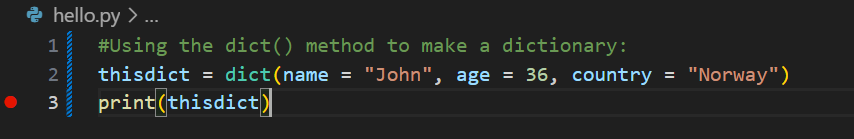 hello.py > ...
1 #Using the dict() method to make a dictionary:
2 thisdict = dict(name = "John", age = 36, country = "Norway")
3 print(thisdict)